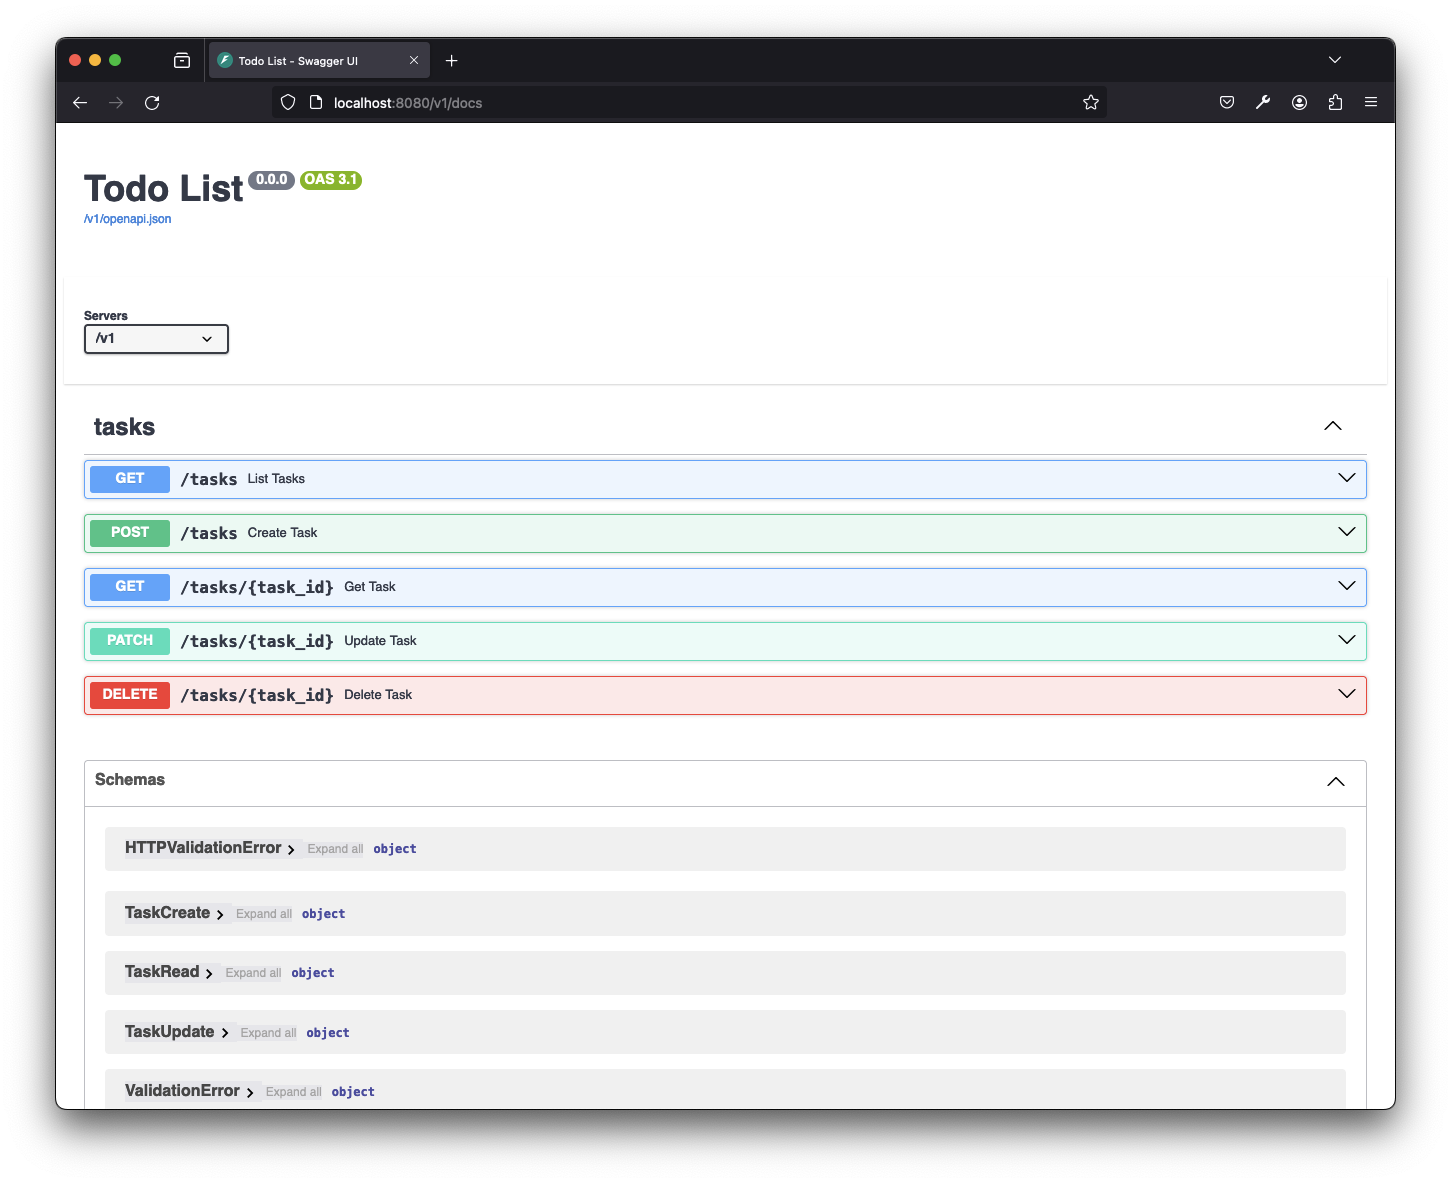 Todo List - Swagger UI
localhost:8080/v1/docs
Todo List 0.0.0 OAS 3.1
/v1/openapi.json
Servers
/v1
tasks
GET /tasks List Tasks
POST /tasks Create Task
GET /tasks/{task_id} Get Task
PATCH /tasks/{task_id} Update Task
DELETE /tasks/{task_id} Delete Task
Schemas
HTTPValidationError Expand all object
TaskCreate Expand all object
TaskRead Expand all object
TaskUpdate Expand all object
ValidationError Expand all object